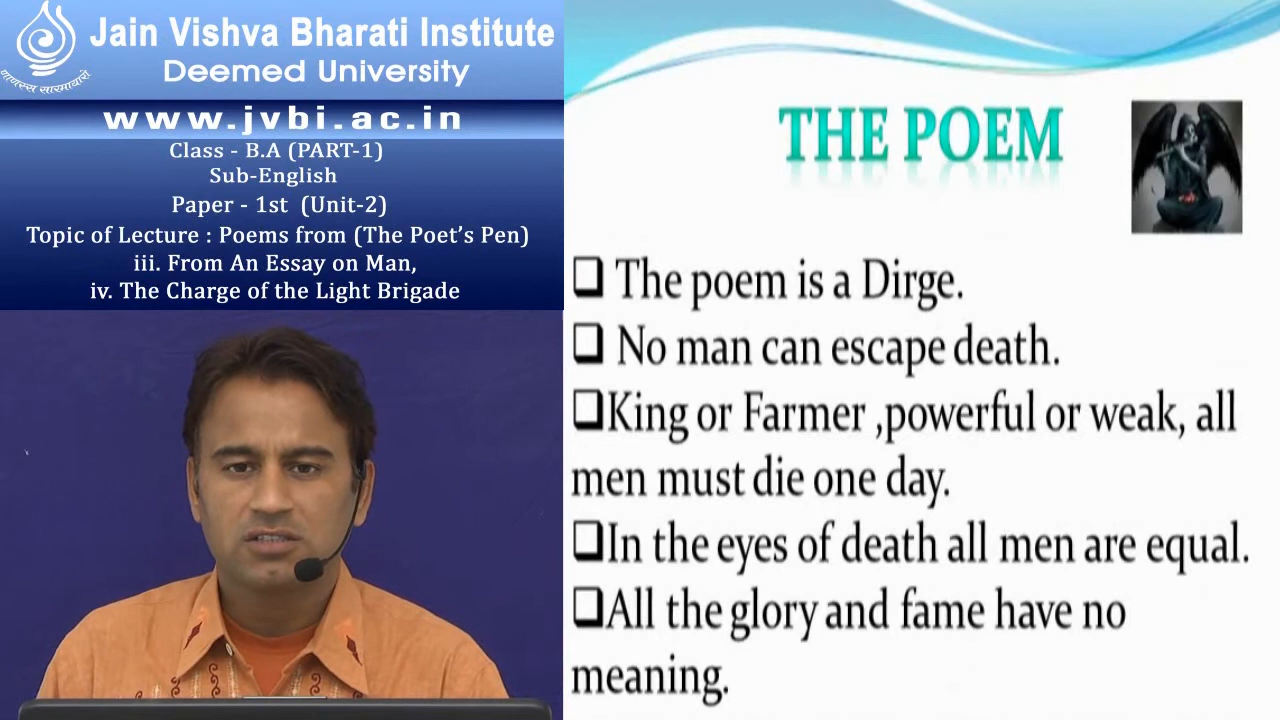 Jain Vishva Bharati Institute
Deemed University
www.jvbi.ac.in
Class - B.A (PART-1)
Sub-English
Paper - 1st (Unit-2)
Topic of Lecture : Poems from (The Poet's Pen)
iii. From An Essay on Man,
iv. The Charge of the Light Brigade
THE POEM
❑ The poem is a Dirge.
❑ No man can escape death.
❑King or Farmer ,powerful or weak, all
men must die one day.
❑In the eyes of death all men are equal.
❑All the glory and fame have no
meaning.